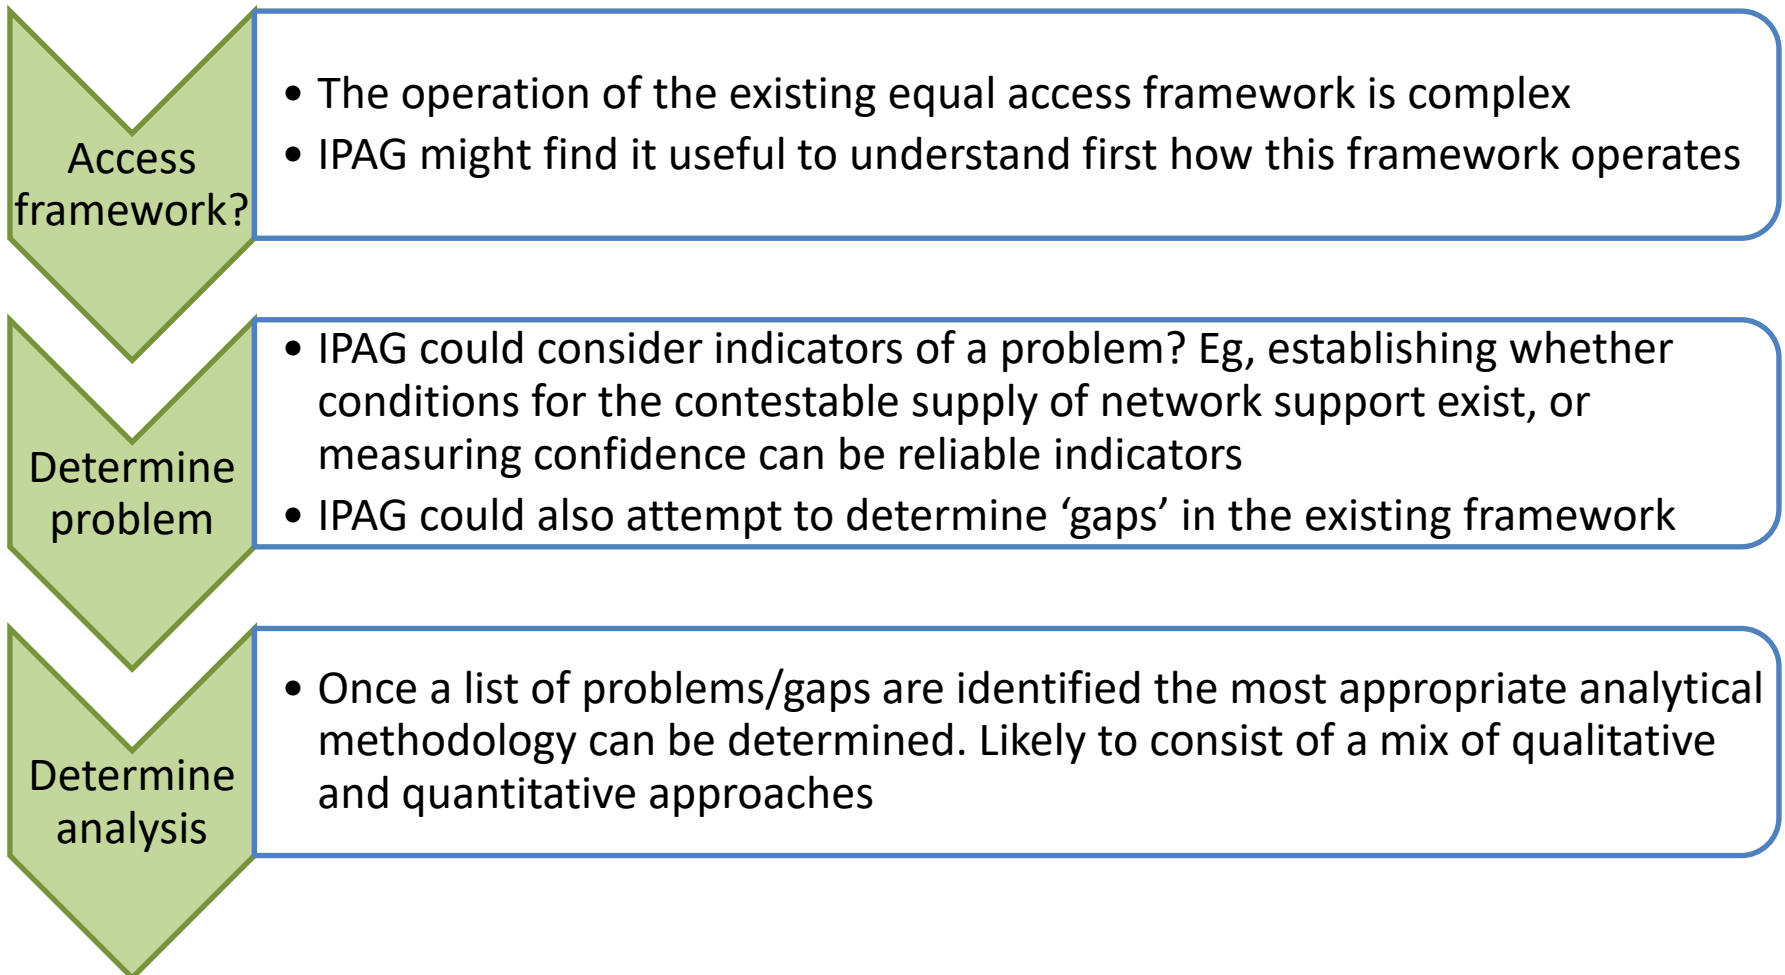 Access
framework?
• The operation of the existing equal access framework is complex
• IPAG might find it useful to understand first how this framework operates
Determine
problem
• IPAG could consider indicators of a problem? Eg, establishing whether
conditions for the contestable supply of network support exist, or
measuring confidence can be reliable indicators
• IPAG could also attempt to determine ‘gaps’ in the existing framework
Determine
analysis
• Once a list of problems/gaps are identified the most appropriate analytical
methodology can be determined. Likely to consist of a mix of qualitative
and quantitative approaches